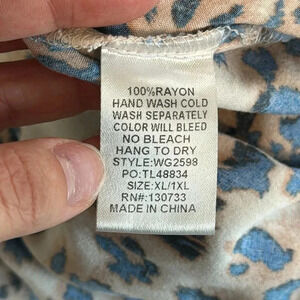 100%RAYON
HAND WASH COLD
WASH SEPARATELY
COLOR WILL BLEED
NO BLEACH
HANG TO DRY
STYLE:WG2598
PO:TL48834
SIZE:XL/1XL
RN#:130733
MADE IN CHINA